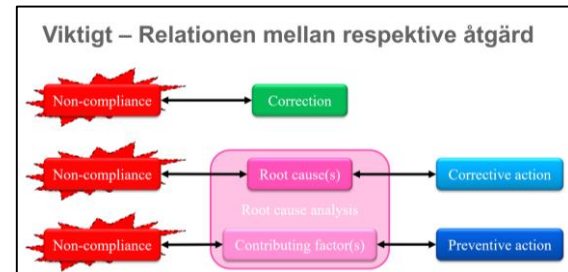 Viktigt – Relationen mellan respektive åtgärd
Non-compliance Correction
Non-compliance Root cause(s) Corrective action
Root cause analysis
Non-compliance Contributing factor(s) Preventive action